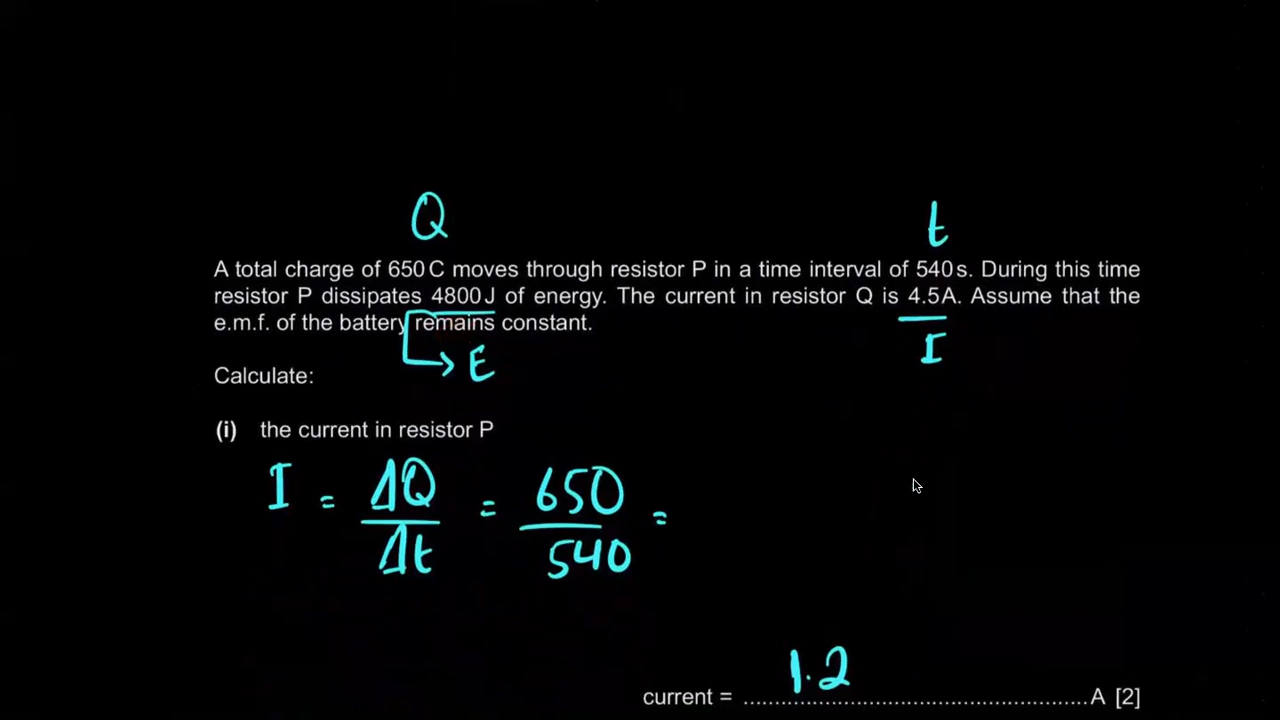 Q t
A total charge of 650 C moves through resistor P in a time interval of 540 s. During this time
resistor P dissipates 4800 J of energy. The current in resistor Q is 4.5 A. Assume that the
e.m.f. of the battery remains constant.
E I
Calculate:
(i) the current in resistor P
I = ΔQ/Δt = 650/540 =
1.2
current = ........................................................ A [2]